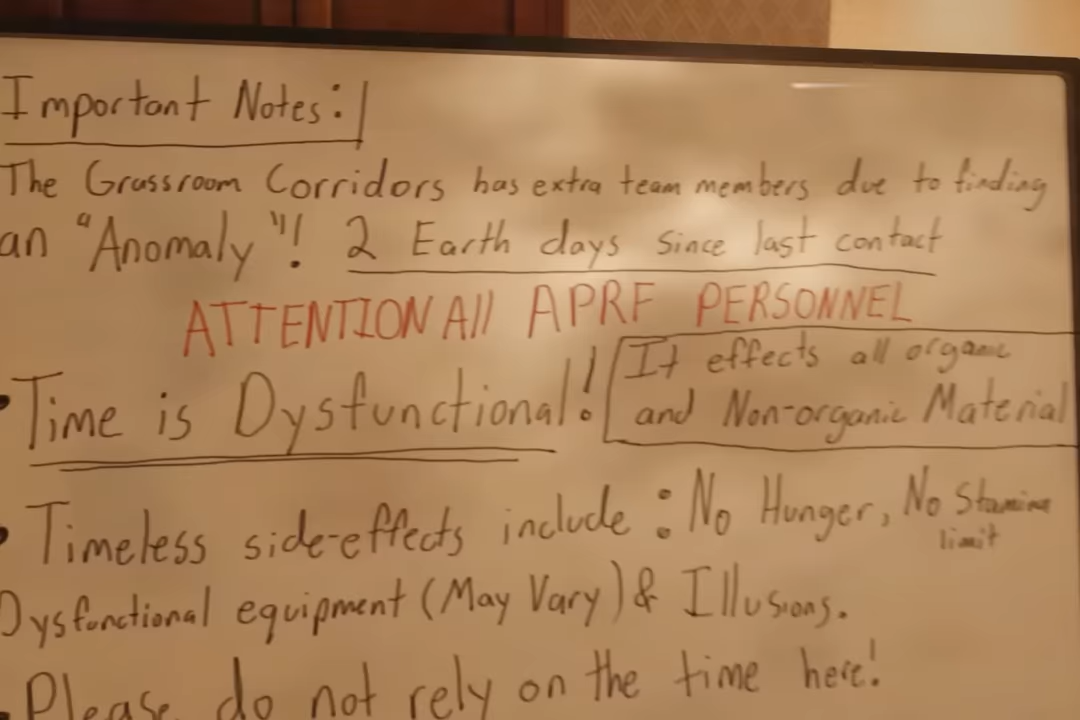 Important Notes:
The Grassroom Corridors has extra team members due to finding
an "Anomaly"! 2 Earth days since last contact
ATTENTION All APRF PERSONNEL
• Time is Dysfunctional! It effects all organic
and Non-organic Material
• Timeless side-effects include: No Hunger, No Stamina
limit
Dysfunctional equipment (May Vary) & Illusions.
• Please do not rely on the time here!